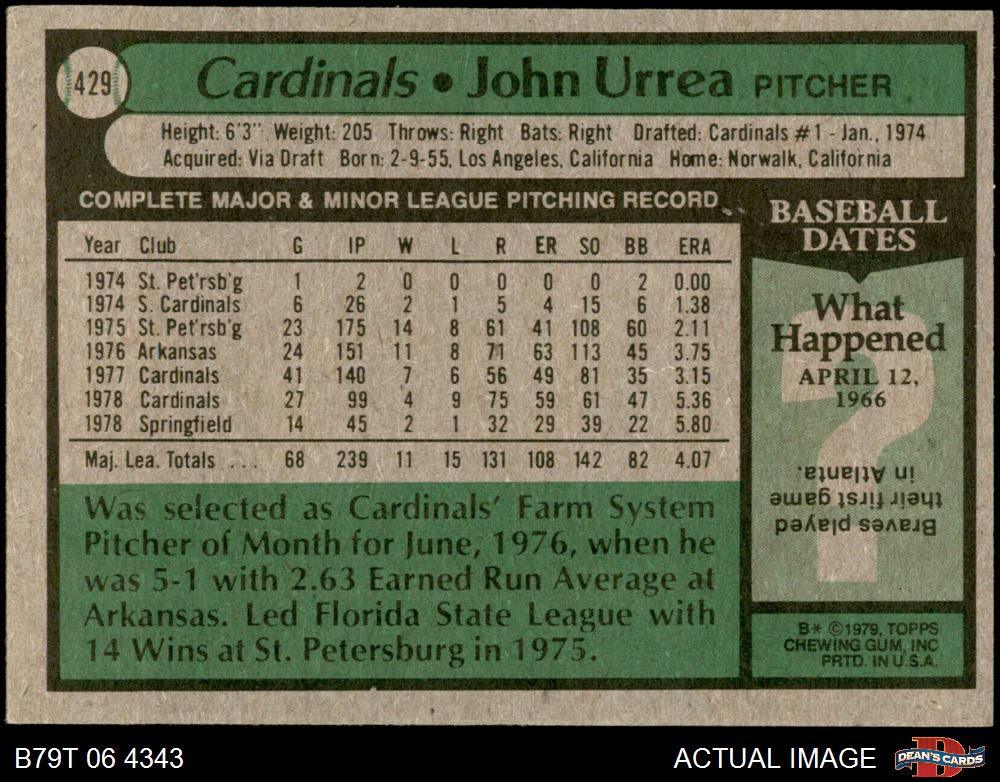 429
Cardinals • John Urrea PITCHER
Height: 6'3" Weight: 205 Throws: Right Bats: Right Drafted: Cardinals #1 - Jan., 1974
Acquired: Via Draft Born: 2-9-55, Los Angeles, California Home: Norwalk, California
COMPLETE MAJOR & MINOR LEAGUE PITCHING RECORD
Year Club G IP W L R ER SO BB ERA
1974 St. Pet'rsb'g 1 2 0 0 0 0 0 2 0.00
1974 S. Cardinals 6 26 2 1 5 4 15 6 1.38
1975 St. Pet'rsb'g 23 175 14 8 61 41 108 60 2.11
1976 Arkansas 24 151 11 8 71 63 113 45 3.75
1977 Cardinals 41 140 7 6 56 49 81 35 3.15
1978 Cardinals 27 99 4 9 75 59 61 47 5.36
1978 Springfield 14 45 2 1 32 29 39 22 5.80
Maj. Lea. Totals ... 68 239 11 15 131 108 142 82 4.07
Was selected as Cardinals' Farm System
Pitcher of Month for June, 1976, when he
was 5-1 with 2.63 Earned Run Average at
Arkansas. Led Florida State League with
14 Wins at St. Petersburg in 1975.
BASEBALL
DATES
What
Happened
APRIL 12,
1966
?
Braves played
their first game
in Atlanta.
B* ©1979, TOPPS
CHEWING GUM, INC
PRTD. IN U.S.A.
B79T 06 4343
ACTUAL IMAGE
D
DEAN'S CARDS